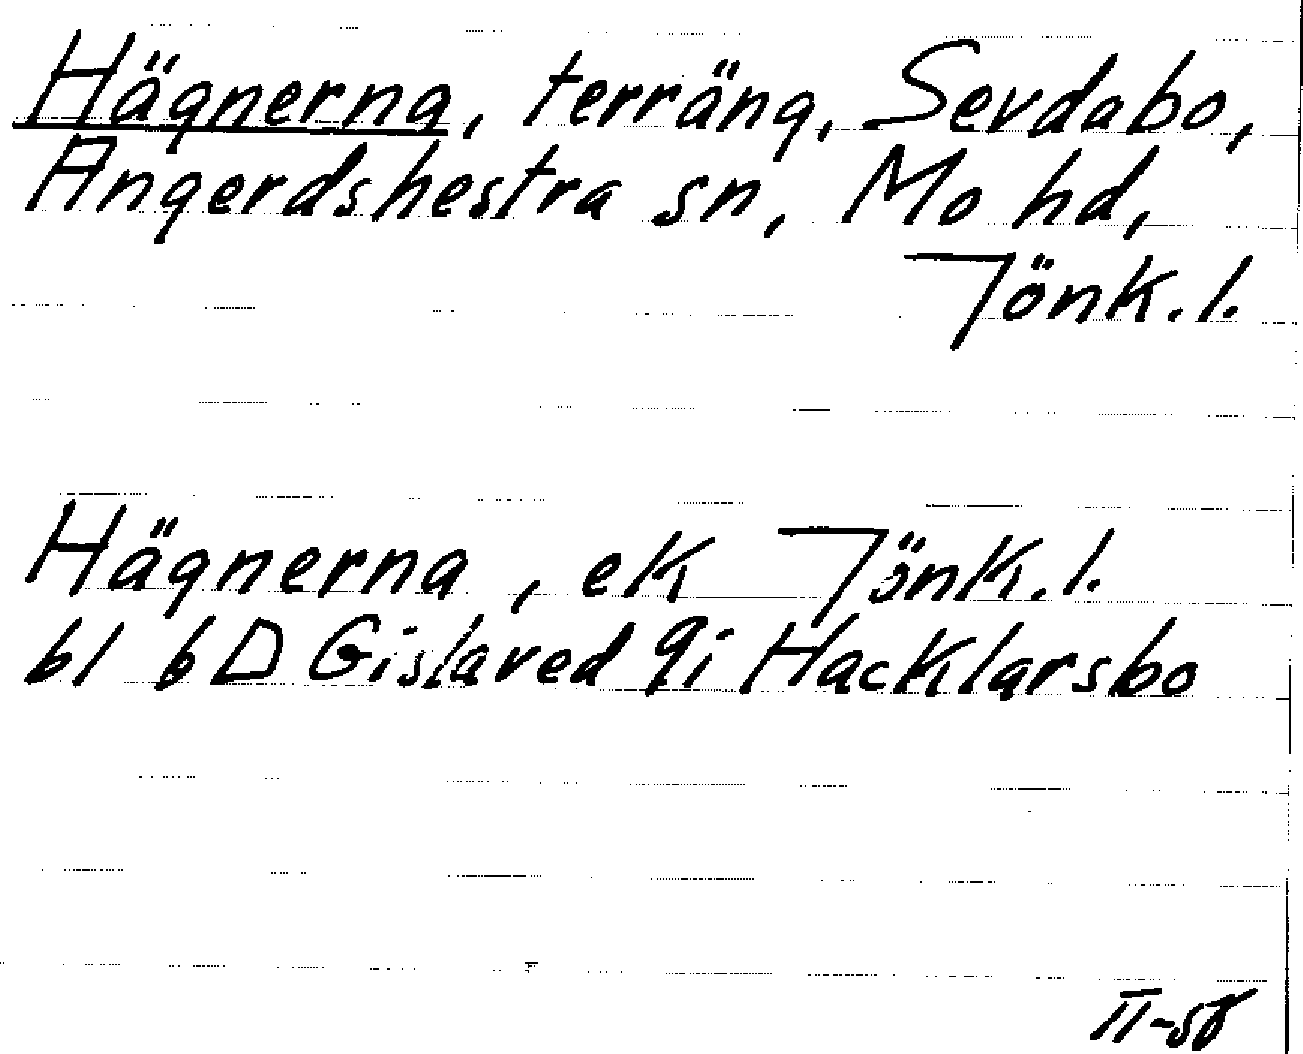 Hägnerna, terräng, Sevdabo,
Angerdshestra sn, Mo hd,
Jönk. l.
Hägnerna, ek Jönk. l.
bl 6D Gislaved 9i Hacklarsbo
II-58